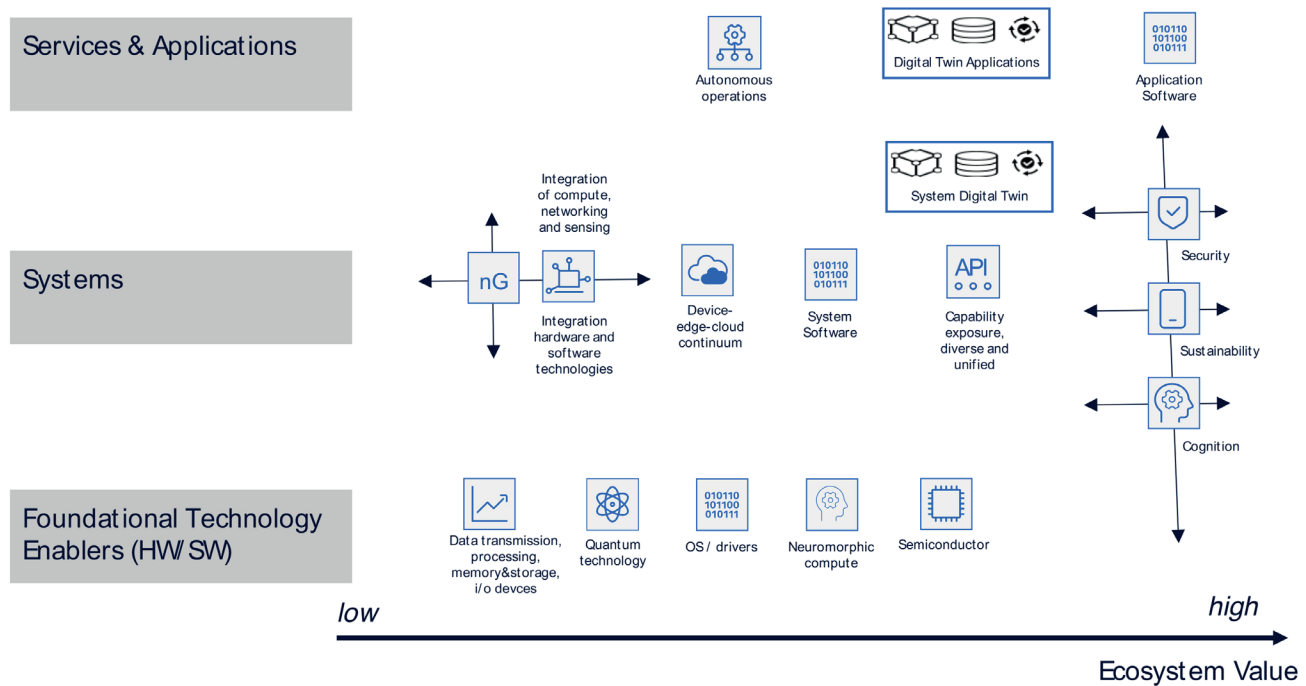 Services & Applications
Autonomous
operations
Digital Twin Applications
010110
101100
010111
Application
Software
System Digital Twin
Systems
Integration
of compute,
networking
and sensing
nG
Integration
hardware and
software
technologies
Device-
edge-cloud
continuum
010110
101100
010111
System
Software
API
Capability
exposure,
diverse and
unified
Security
Sustainability
Cognition
Foundational Technology
Enablers (HW/SW)
Data transmission,
processing,
memory&storage,
i/o devces
Quantum
technology
010110
101100
010111
OS / drivers
Neuromorphic
compute
Semiconductor
low
high
Ecosystem Value